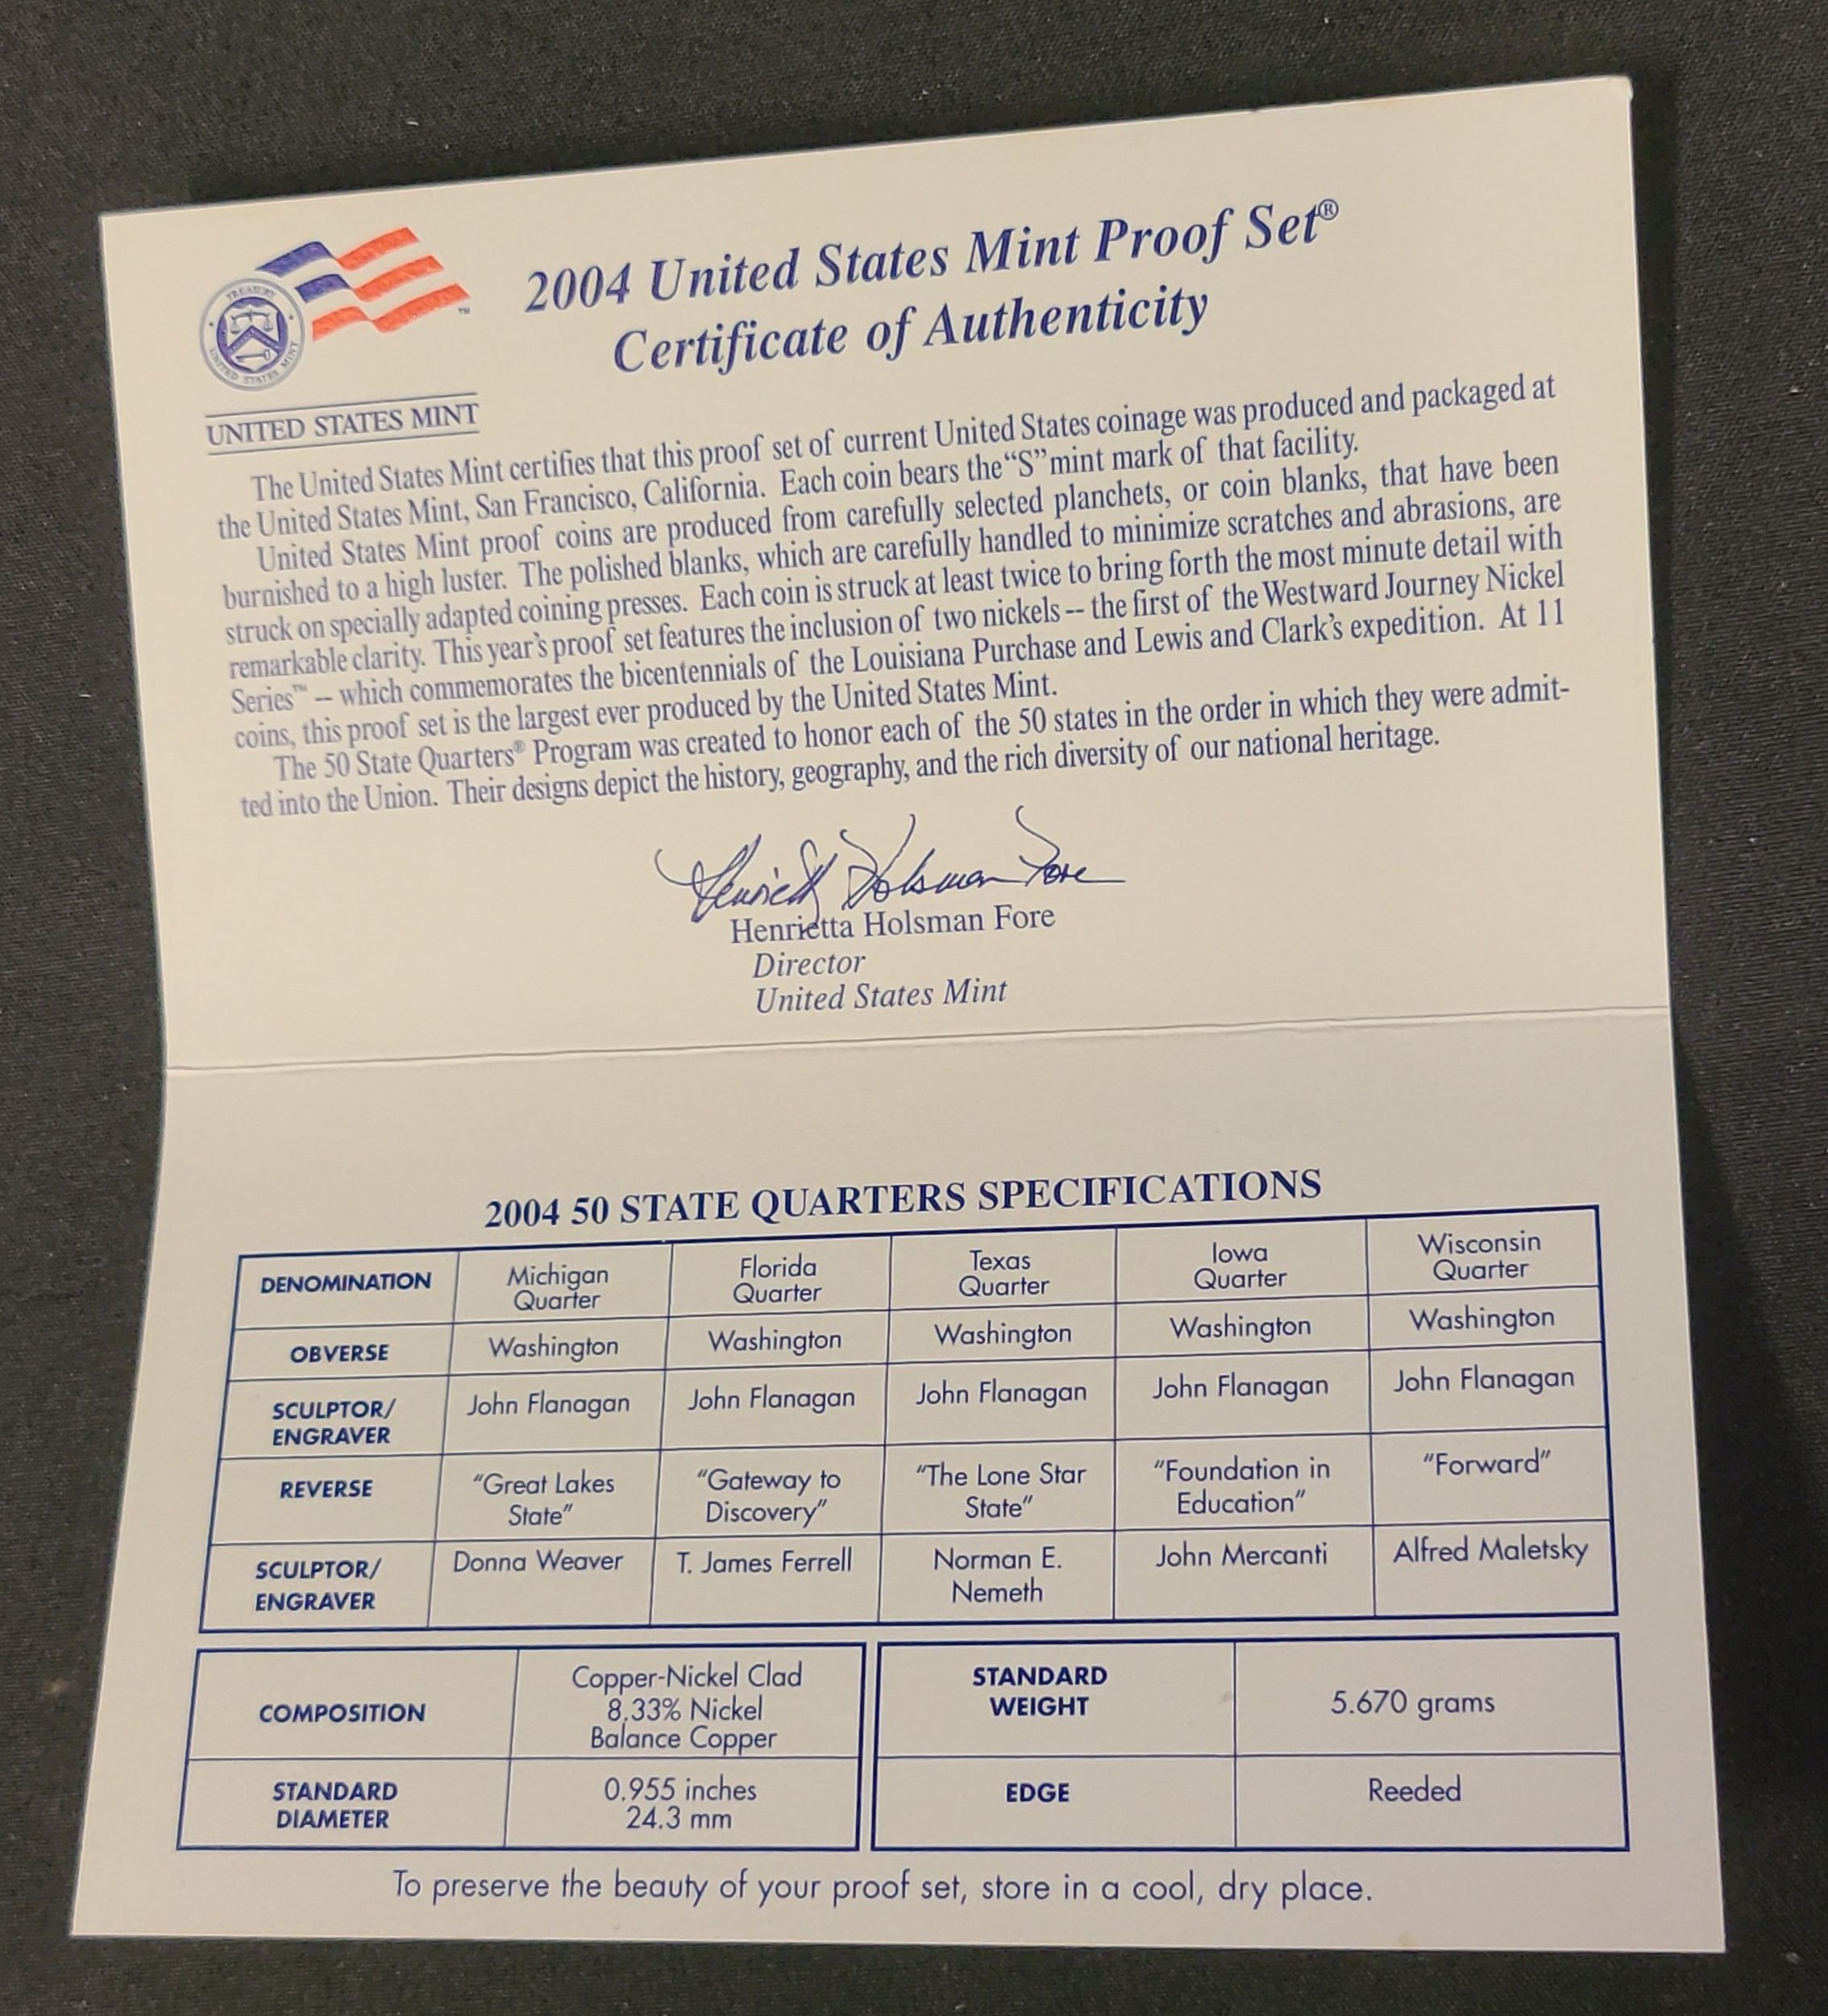 TREASURY
UNITED STATES MINT
™
UNITED STATES MINT
2004 United States Mint Proof Set®
Certificate of Authenticity
The United States Mint certifies that this proof set of current United States coinage was produced and packaged at
the United States Mint, San Francisco, California. Each coin bears the “S” mint mark of that facility.
United States Mint proof coins are produced from carefully selected planchets, or coin blanks, that have been
burnished to a high luster. The polished blanks, which are carefully handled to minimize scratches and abrasions, are
struck on specially adapted coining presses. Each coin is struck at least twice to bring forth the most minute detail with
remarkable clarity. This year’s proof set features the inclusion of two nickels -- the first of the Westward Journey Nickel
Series™ – which commemorates the bicentennials of the Louisiana Purchase and Lewis and Clark’s expedition. At 11
coins, this proof set is the largest ever produced by the United States Mint.
The 50 State Quarters® Program was created to honor each of the 50 states in the order in which they were admit-
ted into the Union. Their designs depict the history, geography, and the rich diversity of our national heritage.
Henrietta Holsman Fore
Henrietta Holsman Fore
Director
United States Mint
2004 50 STATE QUARTERS SPECIFICATIONS
DENOMINATION Michigan Quarter Florida Quarter Texas Quarter Iowa Quarter Wisconsin Quarter
OBVERSE Washington Washington Washington Washington Washington
SCULPTOR/ ENGRAVER John Flanagan John Flanagan John Flanagan John Flanagan John Flanagan
REVERSE “Great Lakes State” “Gateway to Discovery” “The Lone Star State” “Foundation in Education” “Forward”
SCULPTOR/ ENGRAVER Donna Weaver T. James Ferrell Norman E. Nemeth John Mercanti Alfred Maletsky
COMPOSITION Copper-Nickel Clad 8.33% Nickel Balance Copper
STANDARD WEIGHT 5.670 grams
STANDARD DIAMETER 0.955 inches 24.3 mm
EDGE Reeded
To preserve the beauty of your proof set, store in a cool, dry place.